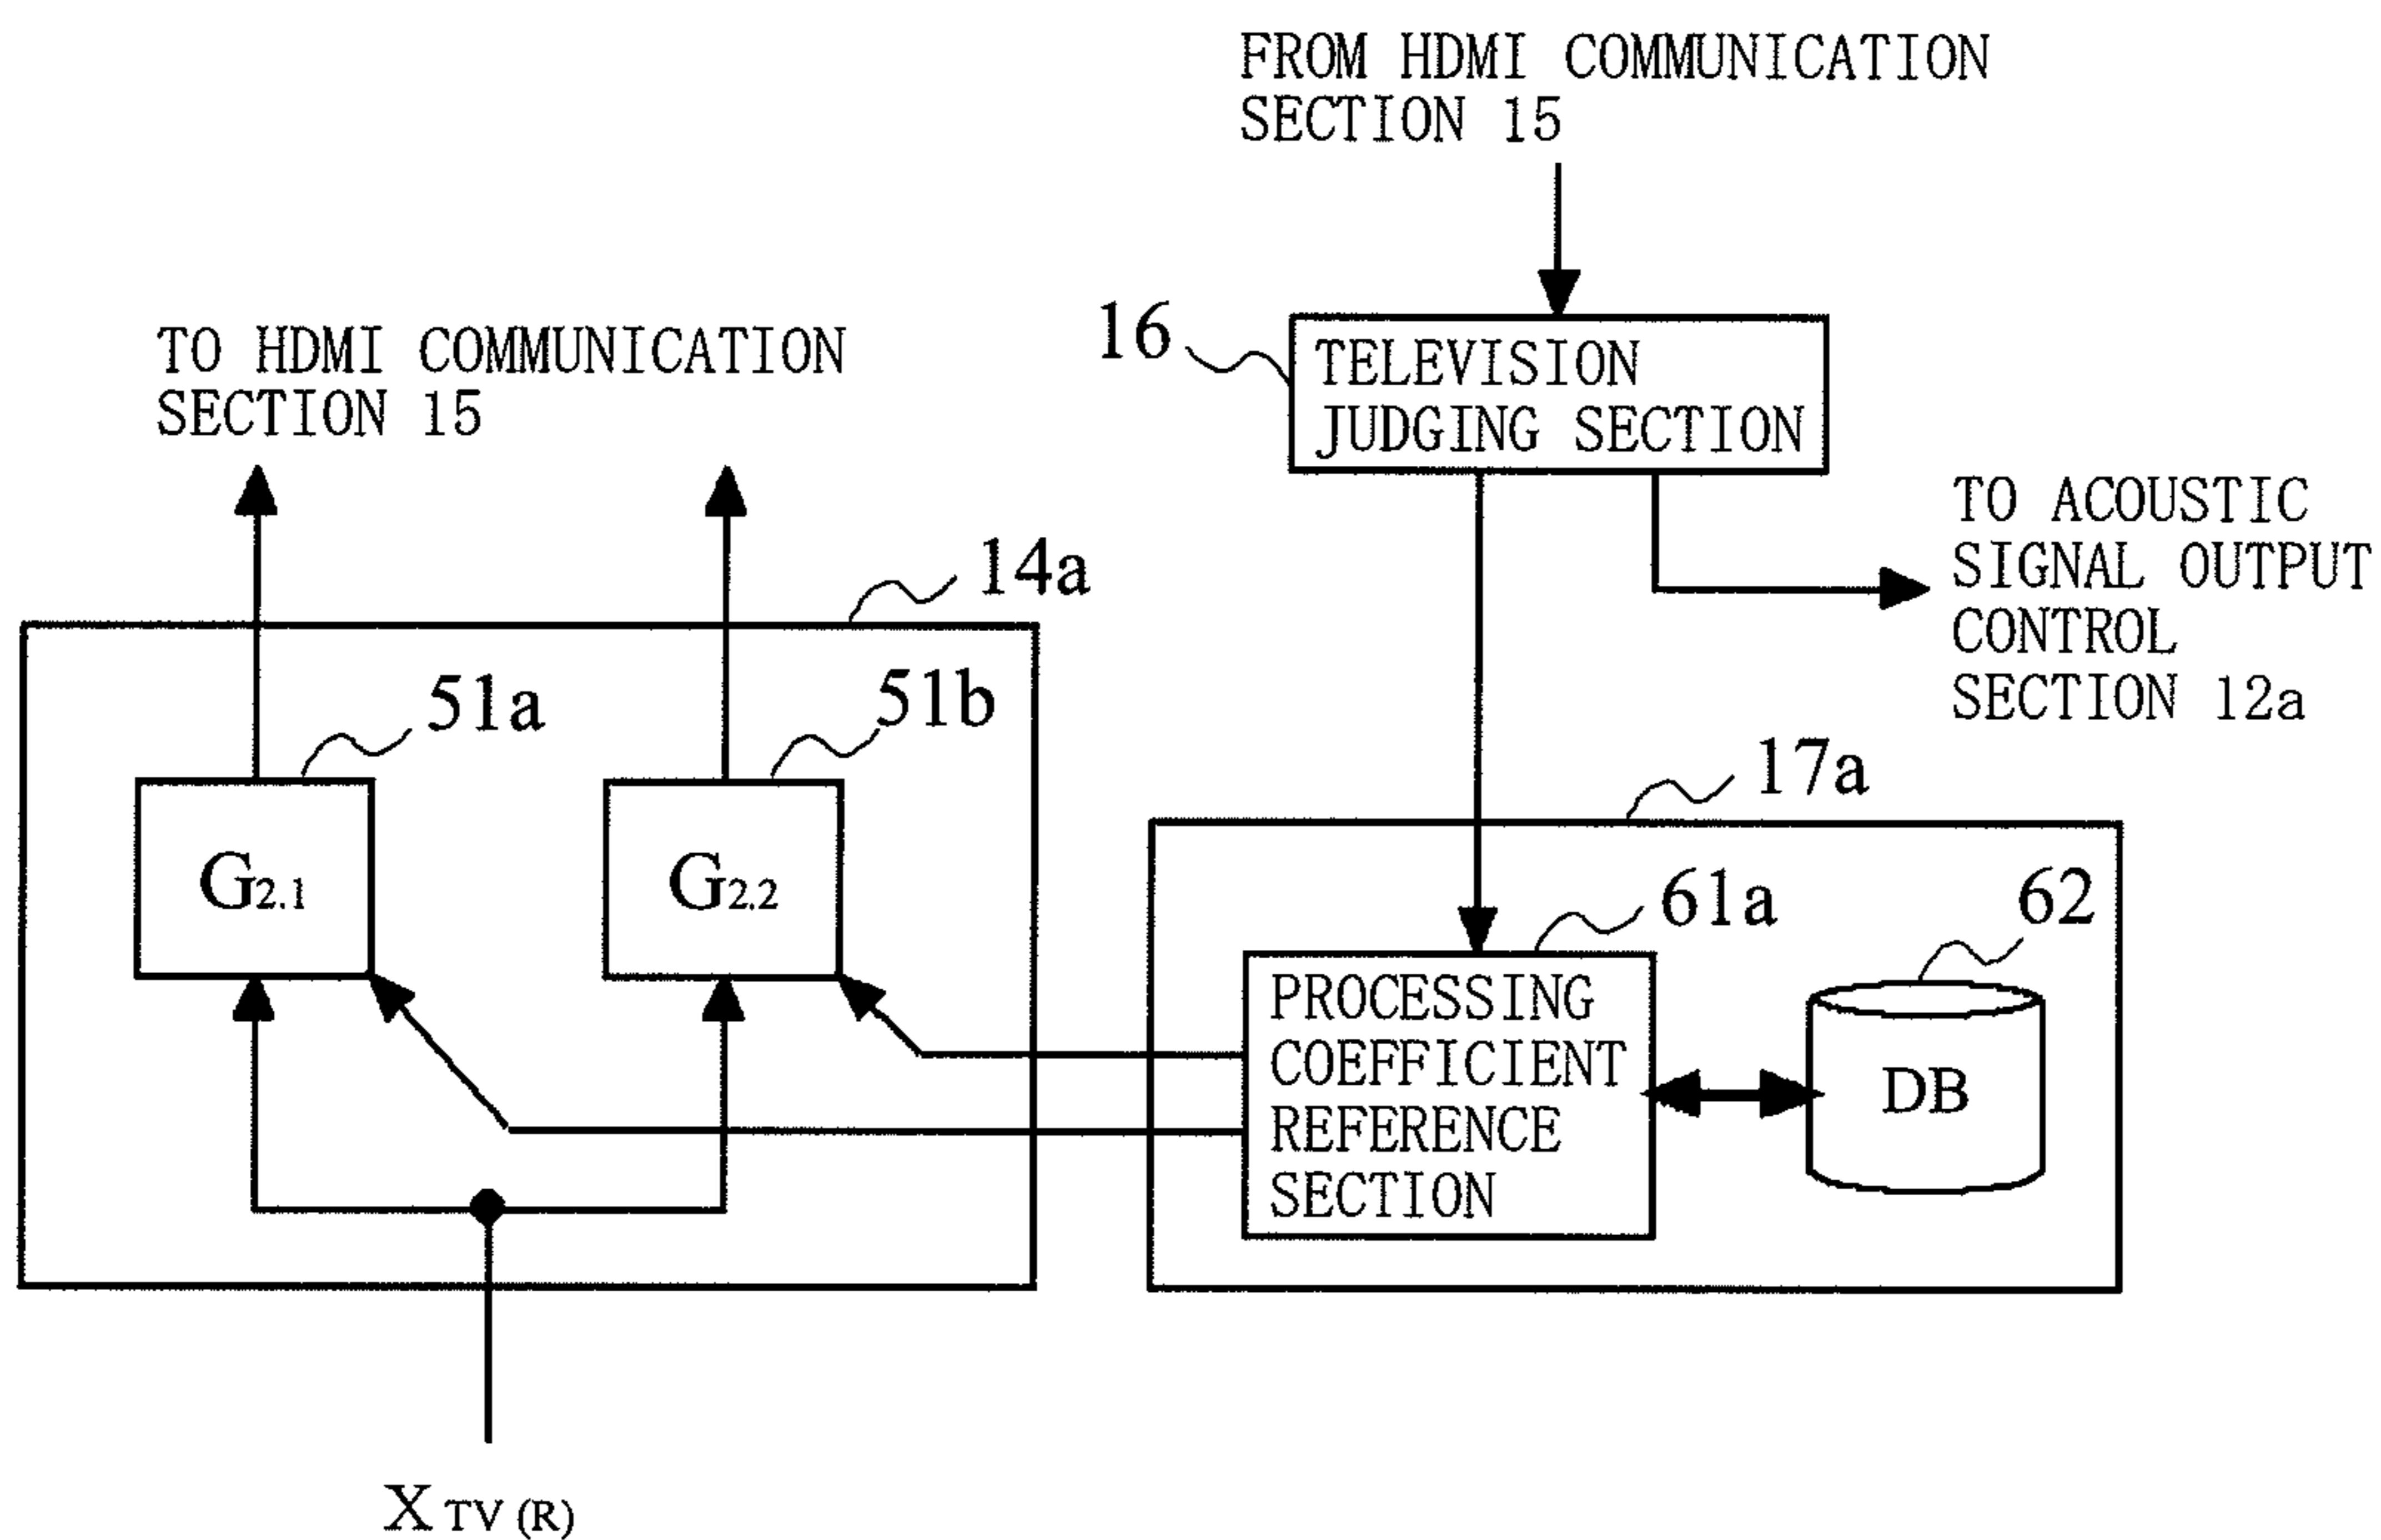 FROM HDMI COMMUNICATION
SECTION 15
16
TELEVISION
JUDGING SECTION
TO HDMI COMMUNICATION
SECTION 15
TO ACOUSTIC
SIGNAL OUTPUT
CONTROL
SECTION 12a
14a
51a
51b
G2.1
G2.2
17a
61a
62
PROCESSING
COEFFICIENT
REFERENCE
SECTION
DB
XTV(R)